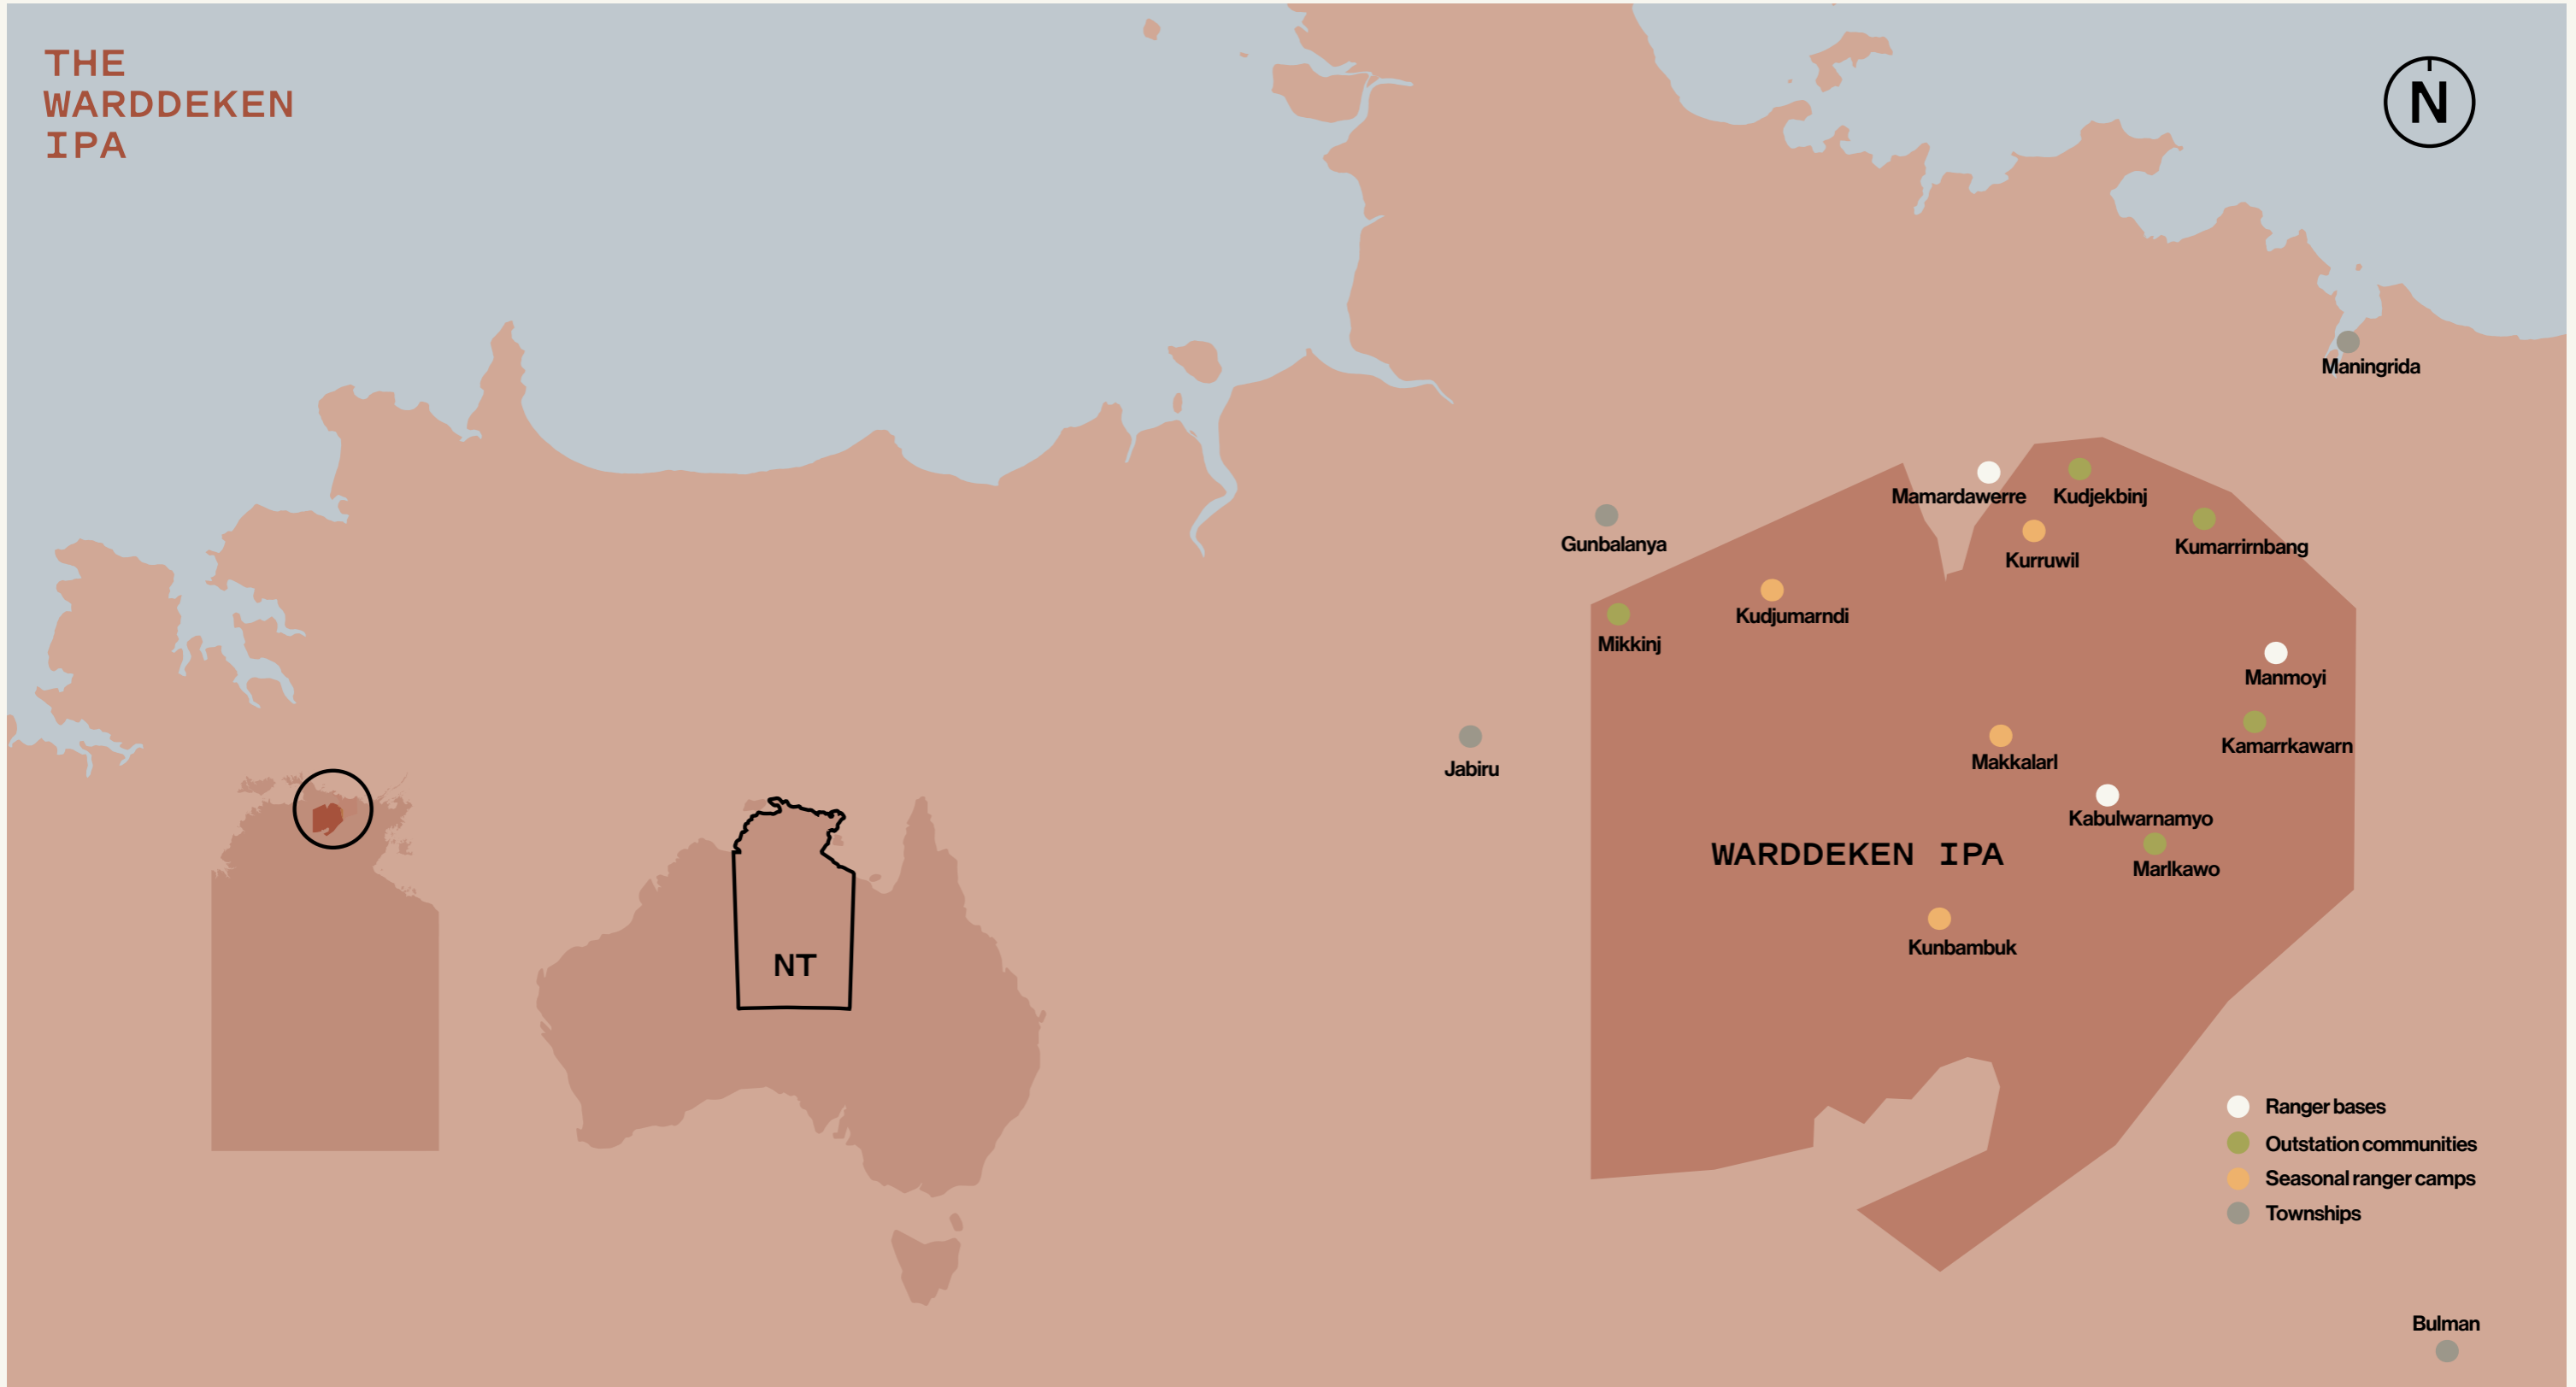 THE
WARDDEKEN
IPA
N
Maningrida
Mamardawerre
Kudjekbinj
Gunbalanya
Kurruwil
Kumarrirnbang
Kudjumarndi
Mikkinj
Manmoyi
Kamarrkawarn
Makkalarl
Jabiru
Kabulwarnamyo
WARDDEKEN IPA
Marlkawo
Kunbambuk
NT
Ranger bases
Outstation communities
Seasonal ranger camps
Townships
Bulman